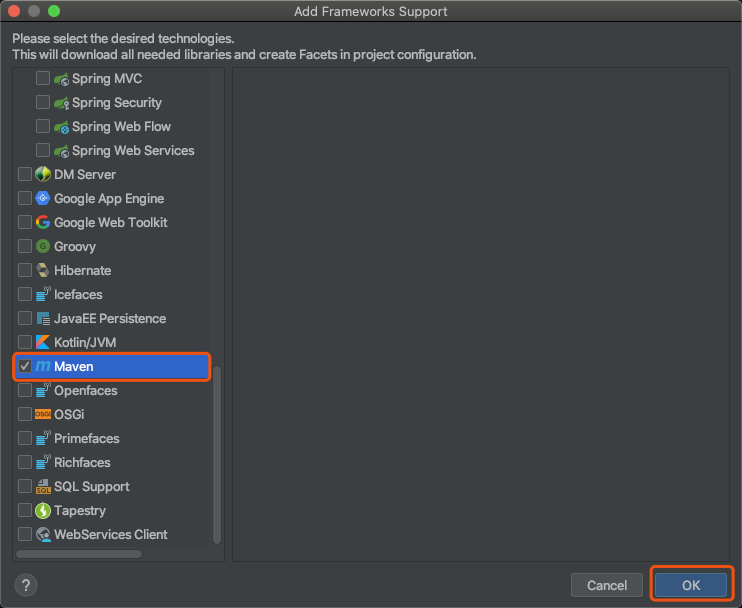 Add Frameworks Support
Please select the desired technologies.
This will download all needed libraries and create Facets in project configuration.
Spring MVC
Spring Security
Spring Web Flow
Spring Web Services
DM Server
Google App Engine
Google Web Toolkit
G Groovy
Hibernate
Icefaces
JavaEE Persistence
Kotlin/JVM
m Maven
Openfaces
OSGi OSGi
Primefaces
Richfaces
SQL SQL Support
Tapestry
WebServices Client
? Cancel OK